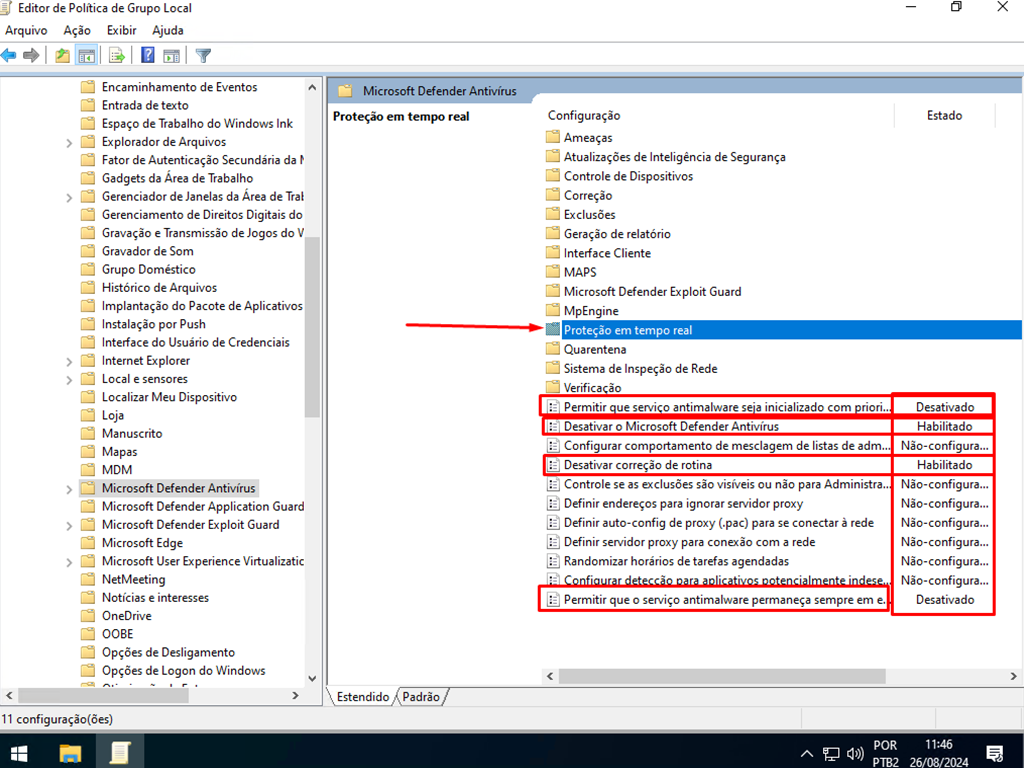 Editor de Política de Grupo Local
Arquivo Ação Exibir Ajuda
Encaminhamento de Eventos
Entrada de texto
Espaço de Trabalho do Windows Ink
Explorador de Arquivos
Fator de Autenticação Secundária da M
Gadgets da Área de Trabalho
Gerenciador de Janelas da Área de Trab
Gerenciamento de Direitos Digitais do
Gravação e Transmissão de Jogos do W
Gravador de Som
Grupo Doméstico
Histórico de Arquivos
Implantação do Pacote de Aplicativos
Instalação por Push
Interface do Usuário de Credenciais
Internet Explorer
Local e sensores
Localizar Meu Dispositivo
Loja
Manuscrito
Mapas
MDM
Microsoft Defender Antivírus
Microsoft Defender Application Guard
Microsoft Defender Exploit Guard
Microsoft Edge
Microsoft User Experience Virtualizatic
NetMeeting
Notícias e interesses
OneDrive
OOBE
Opções de Desligamento
Opções de Logon do Windows
Microsoft Defender Antivírus
Proteção em tempo real
Configuração Estado
Ameaças
Atualizações de Inteligência de Segurança
Controle de Dispositivos
Correção
Exclusões
Geração de relatório
Interface Cliente
MAPS
Microsoft Defender Exploit Guard
MpEngine
Proteção em tempo real
Quarentena
Sistema de Inspeção de Rede
Verificação
Permitir que serviço antimalware seja inicializado com priori... Desativado
Desativar o Microsoft Defender Antivírus Habilitado
Configurar comportamento de mesclagem de listas de adm... Não-configura...
Desativar correção de rotina Habilitado
Controle se as exclusões são visíveis ou não para Administra... Não-configura...
Definir endereços para ignorar servidor proxy Não-configura...
Definir auto-config de proxy (.pac) para se conectar à rede Não-configura...
Definir servidor proxy para conexão com a rede Não-configura...
Randomizar horários de tarefas agendadas Não-configura...
Configurar detecção para aplicativos potencialmente indese... Não-configura...
Permitir que o serviço antimalware permaneça sempre em e... Desativado
Estendido Padrão
11 configuração(ões)
POR 11:46
PTB2 26/08/2024